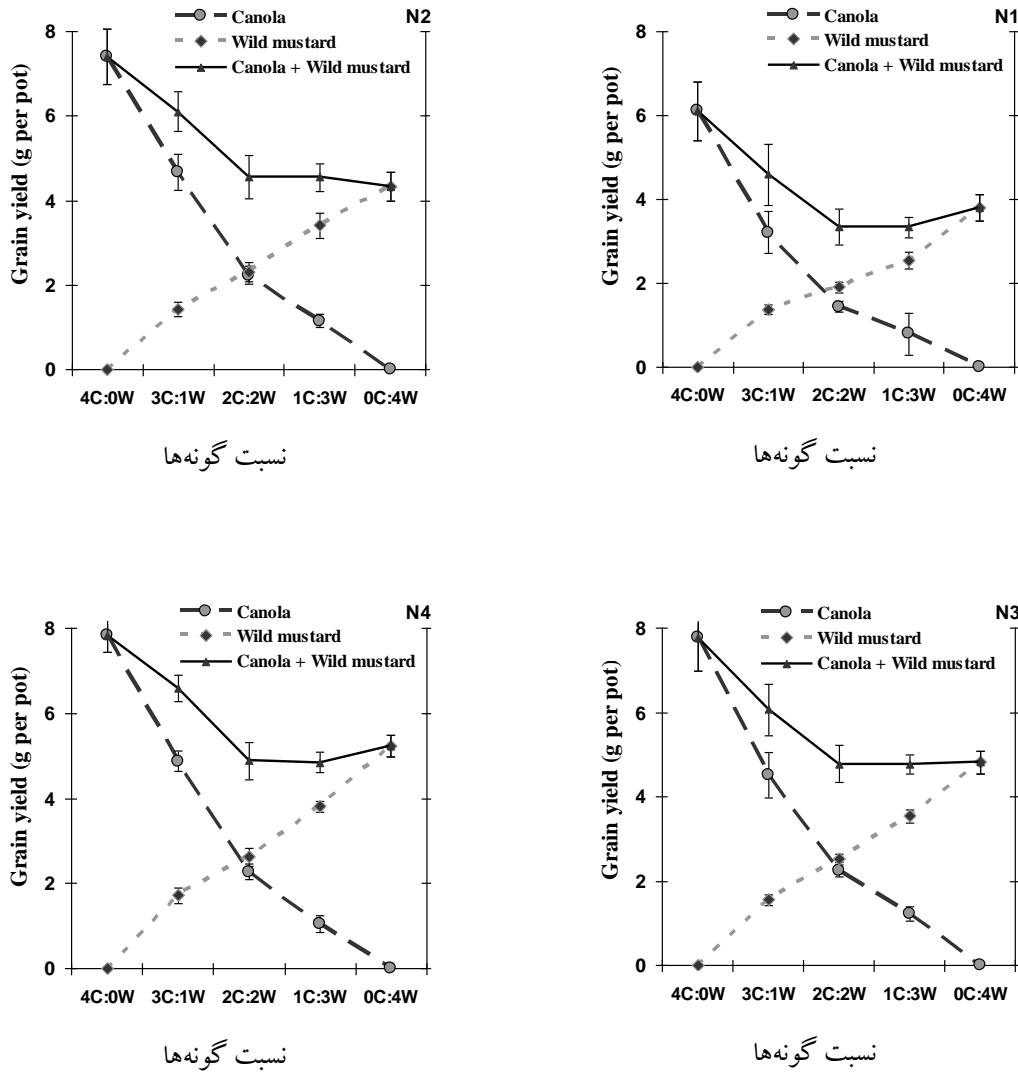 N2
Canola
Wild mustard
Canola + Wild mustard
Grain yield (g per pot)
8
6
4
2
0
4C:0W 3C:1W 2C:2W 1C:3W 0C:4W
نسبت گونه‌ها
N1
Canola
Wild mustard
Canola + Wild mustard
Grain yield (g per pot)
8
6
4
2
0
4C:0W 3C:1W 2C:2W 1C:3W 0C:4W
نسبت گونه‌ها
N4
Canola
Wild mustard
Canola + Wild mustard
Grain yield (g per pot)
8
6
4
2
0
4C:0W 3C:1W 2C:2W 1C:3W 0C:4W
نسبت گونه‌ها
N3
Canola
Wild mustard
Canola + Wild mustard
Grain yield (g per pot)
8
6
4
2
0
4C:0W 3C:1W 2C:2W 1C:3W 0C:4W
نسبت گونه‌ها